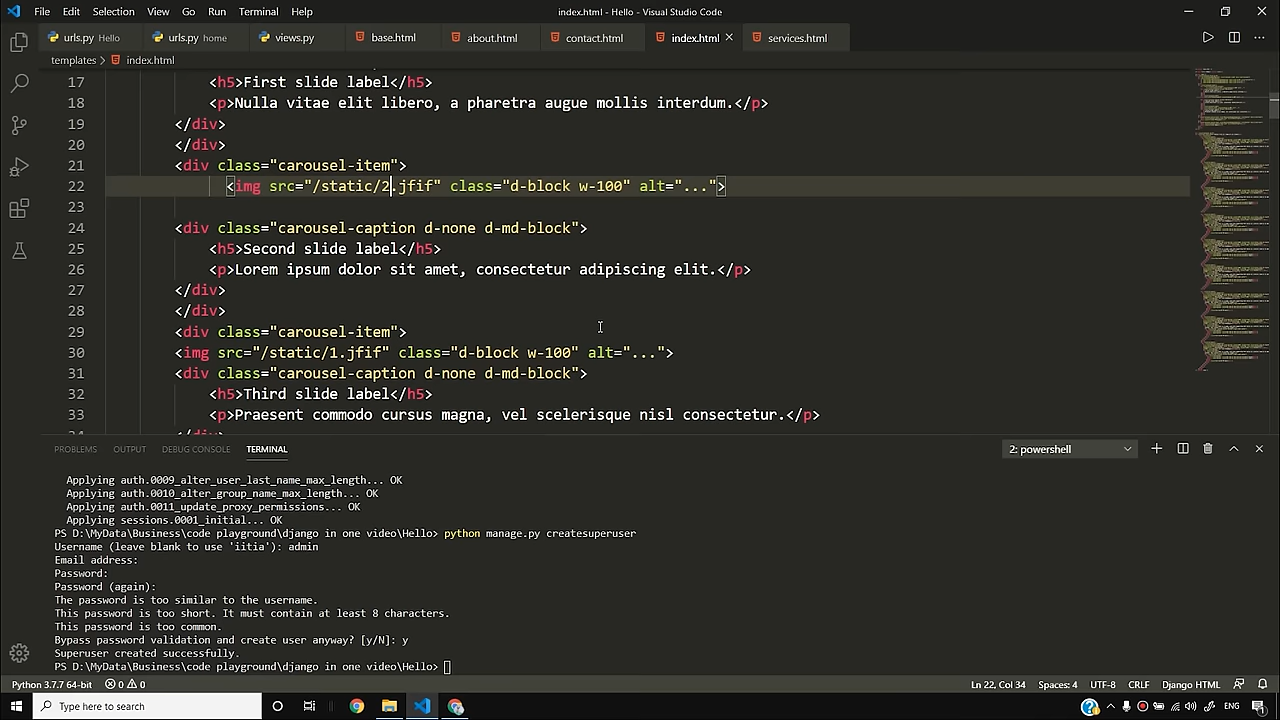 File Edit Selection View Go Run Terminal Help index.html - Hello - Visual Studio Code
urls.py Hello urls.py home views.py base.html about.html contact.html index.html services.html
templates > index.html
17 <h5>First slide label</h5>
18 <p>Nulla vitae elit libero, a pharetra augue mollis interdum.</p>
19 </div>
20 </div>
21 <div class="carousel-item">
22 <img src="/static/2.jfif" class="d-block w-100" alt="...">
23
24 <div class="carousel-caption d-none d-md-block">
25 <h5>Second slide label</h5>
26 <p>Lorem ipsum dolor sit amet, consectetur adipiscing elit.</p>
27 </div>
28 </div>
29 <div class="carousel-item">
30 <img src="/static/1.jfif" class="d-block w-100" alt="...">
31 <div class="carousel-caption d-none d-md-block">
32 <h5>Third slide label</h5>
33 <p>Praesent commodo cursus magna, vel scelerisque nisl consectetur.</p>
34 </div>
PROBLEMS OUTPUT DEBUG CONSOLE TERMINAL 2: powershell
Applying auth.0009_alter_user_last_name_max_length... OK
Applying auth.0010_alter_group_name_max_length... OK
Applying auth.0011_update_proxy_permissions... OK
Applying sessions.0001_initial... OK
PS D:\MyData\Business\code playground\django in one video\Hello> python manage.py createsuperuser
Username (leave blank to use 'iitia'): admin
Email address:
Password:
Password (again):
The password is too similar to the username.
This password is too short. It must contain at least 8 characters.
This password is too common.
Bypass password validation and create user anyway? [y/N]: y
Superuser created successfully.
PS D:\MyData\Business\code playground\django in one video\Hello>
Python 3.7.7 64-bit 0 0 Ln 22, Col 34 Spaces: 4 UTF-8 CRLF Django HTML
Type here to search ENG